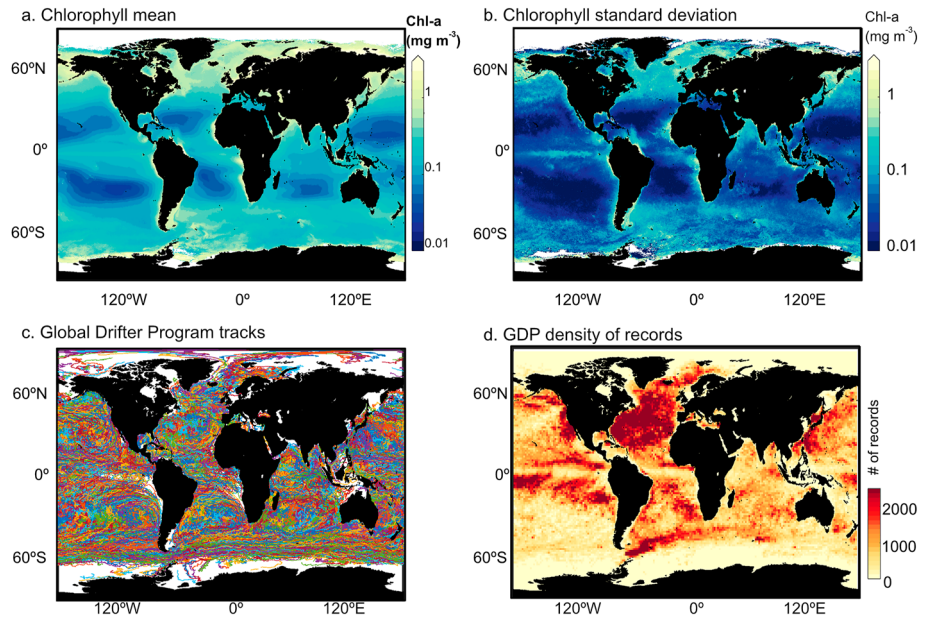 a. Chlorophyll mean
Chl-a
(mg m⁻³)
1
0.1
0.01
60ºN
0º
60ºS
120ºW
0º
120ºE
b. Chlorophyll standard deviation
Chl-a
(mg m⁻³)
1
0.1
0.01
60ºN
0º
60ºS
120ºW
0º
120ºE
c. Global Drifter Program tracks
60ºN
0º
60ºS
120ºW
0º
120ºE
d. GDP density of records
# of records
2000
1000
0
60ºN
0º
60ºS
120ºW
0º
120ºE